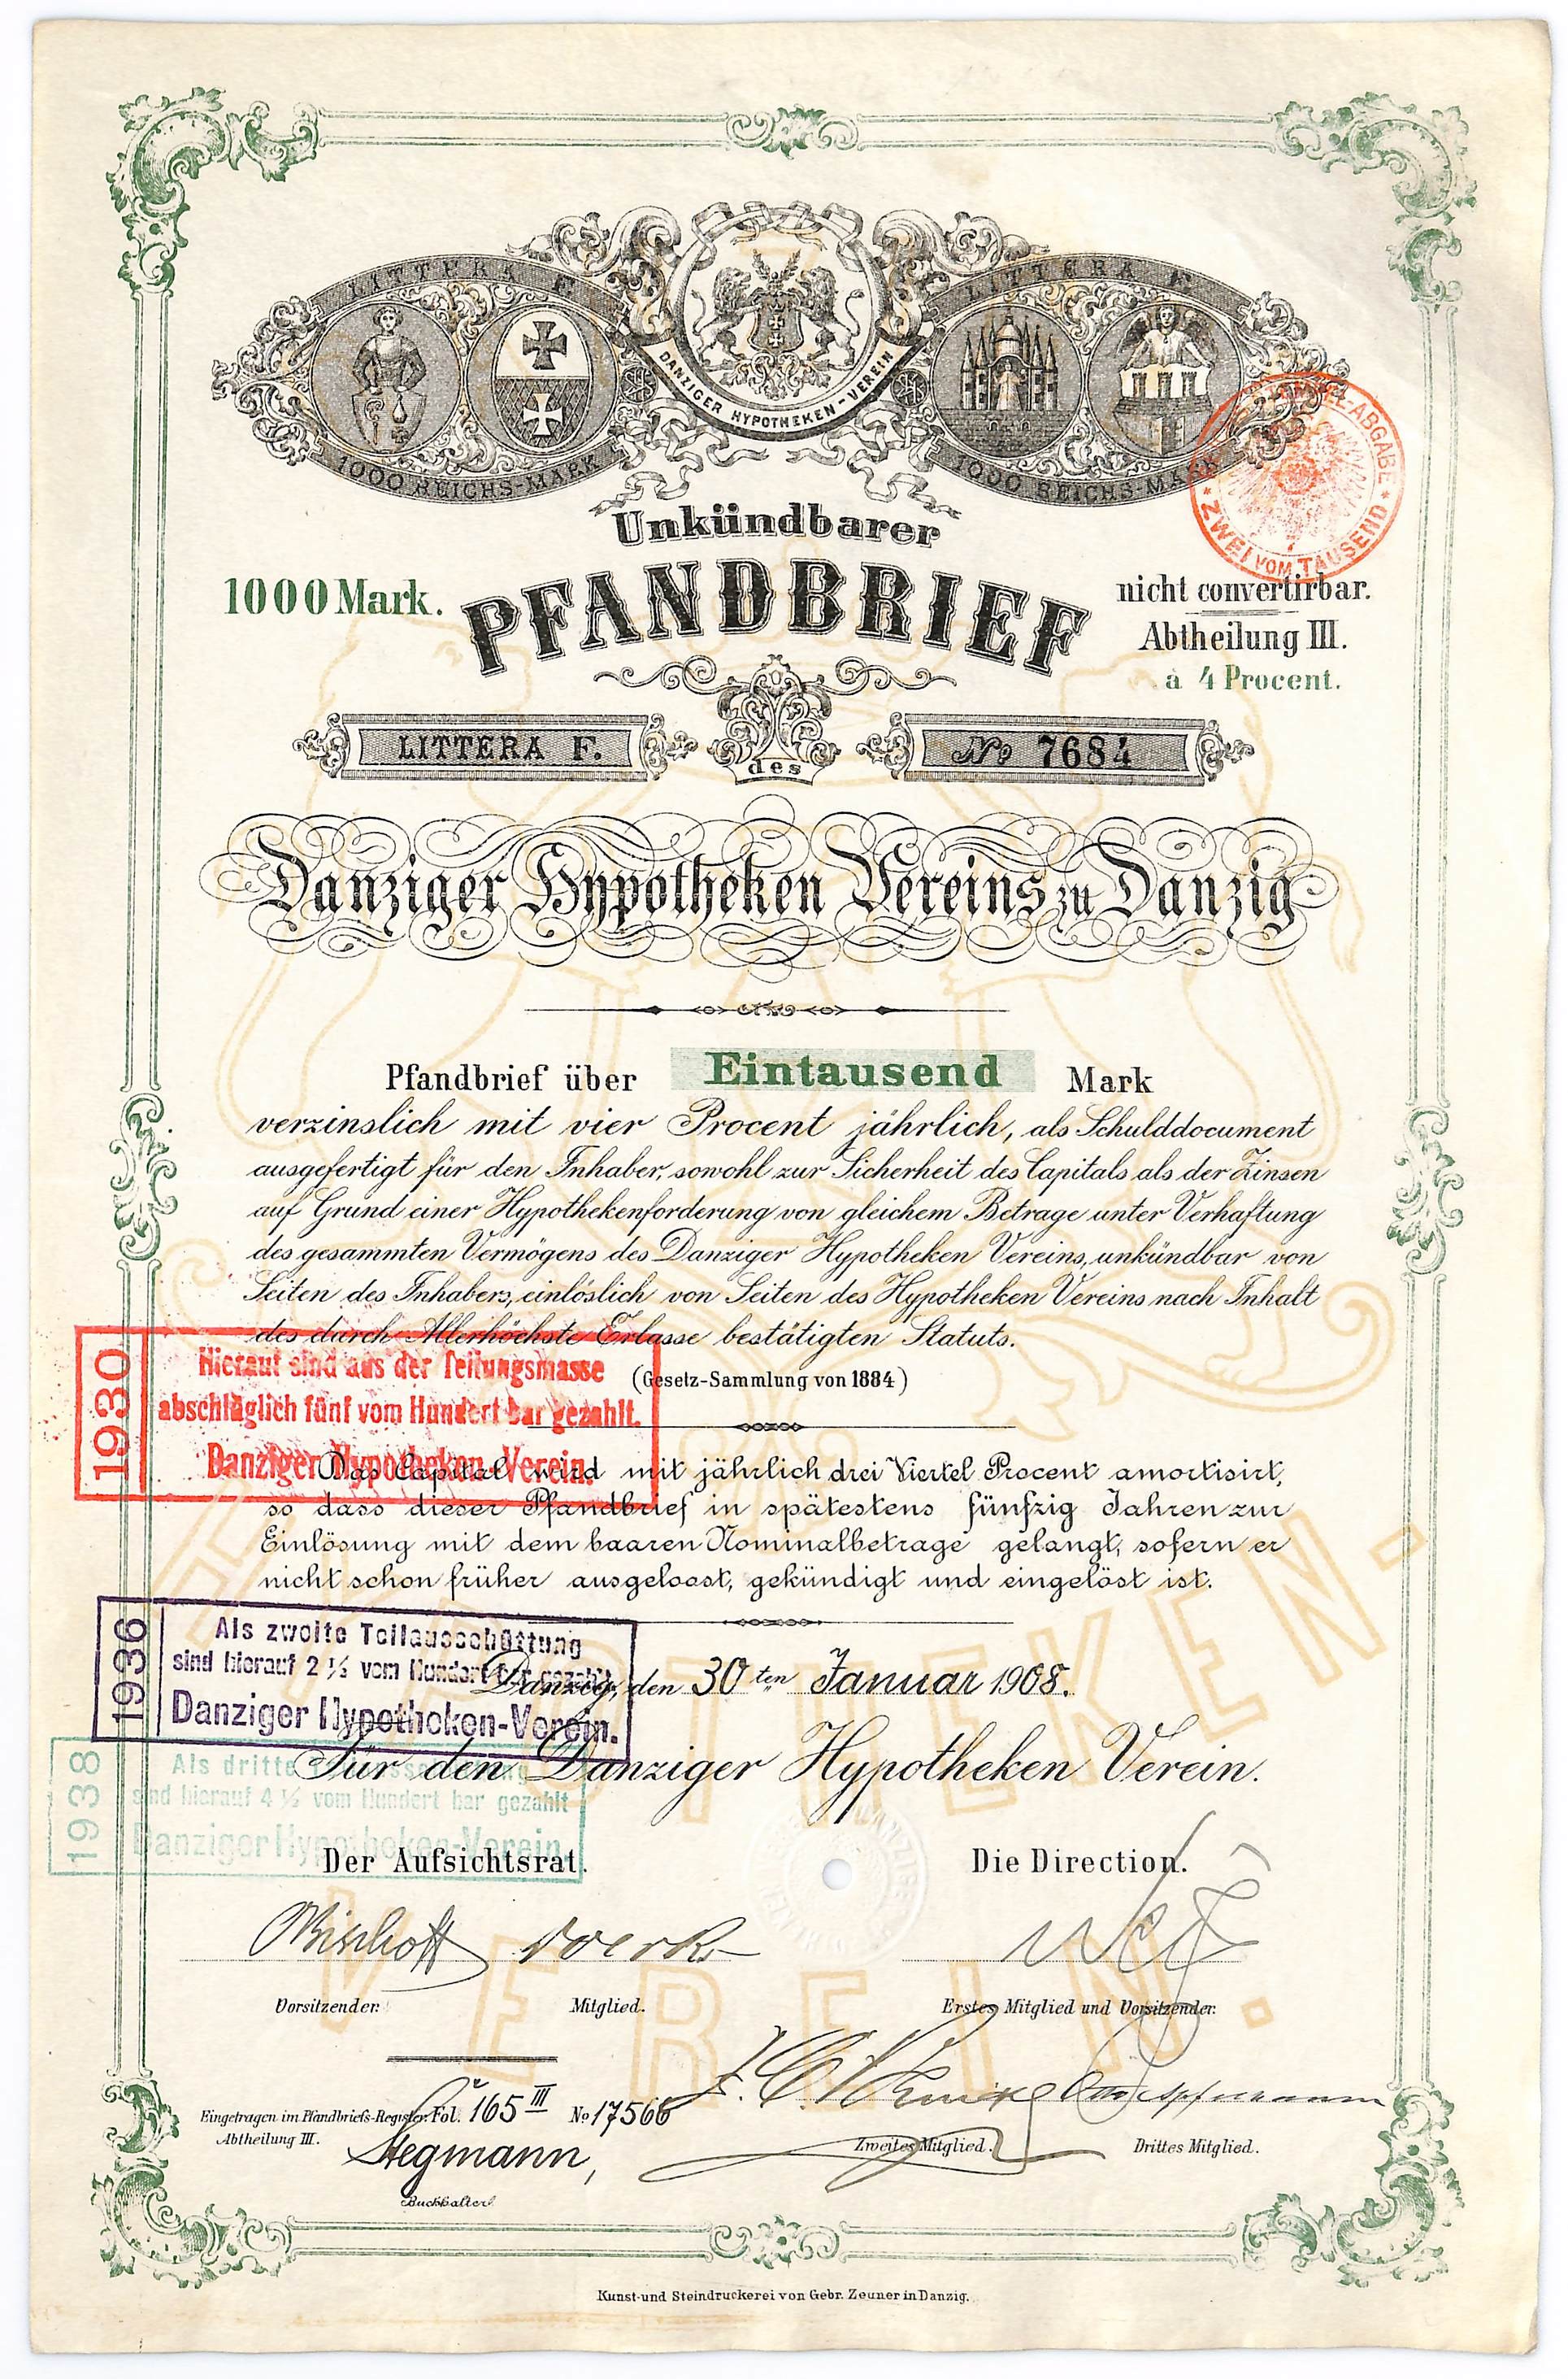 LITTERA F
LITTERA F
DANZIGER HYPOTHEKEN-VEREIN
1000 REICHS-MARK
1000 REICHS-MARK
STEMPEL-ABGABE * ZWEI VOM TAUSEND *
Unkündbarer
1000 Mark.
PFANDBRIEF
nicht convertirbar.
Abtheilung III.
à 4 Procent.
LITTERA F.
des
No 7684
Danziger Hypotheken Vereins zu Danzig
Pfandbrief über Eintausend Mark
verzinslich mit vier Procent jährlich, als Schulddocument
ausgefertigt für den Inhaber, sowohl zur Sicherheit des Capitals als der Zinsen
auf Grund einer Hypothekenforderung von gleichem Betrage unter Verhaftung
des gesammten Vermögens des Danziger Hypotheken Vereins, unkündbar von
Seiten des Inhabers, einlöslich von Seiten des Hypotheken Vereins nach Inhalt
des durch Allerhöchste Erlasse bestätigten Statuts.
(Gesetz-Sammlung von 1884)
1930
Hierauf sind aus der Teilungsmasse
abschläglich fünf vom Hundert bar gezahlt.
Danziger Hypotheken-Verein.
Das Capital wird mit jährlich drei Viertel Procent amortisirt,
so dass dieser Pfandbrief in spätestens fünfzig Jahren zur
Einlösung mit dem baaren Nominalbetrage gelangt, sofern er
nicht schon früher ausgeloost, gekündigt und eingelöst ist.
1936
Als zweite Teilausschüttung
sind hierauf 2 ½ vom Hundert bar gezahlt
Danziger Hypotheken-Verein.
Danzig, den 30ten Januar 1908.
Für den Danziger Hypotheken Verein.
1938
Als dritte
sind hierauf 4 ½ vom Hundert bar gezahlt
Danziger Hypotheken-Verein.
Der Aufsichtsrat.
Die Direction.
Vorsitzender.
Mitglied.
Erstes Mitglied und Vorsitzender.
Eingetragen im Pfandbriefs-Register Fol. 165 III No 17566
Abtheilung III.
Stegmann,
Buchhalter.
Zweites Mitglied.
Drittes Mitglied.
HYPOTHEKEN-
VEREIN.
Kunst-und Steindruckerei von Gebr. Zeuner in Danzig.